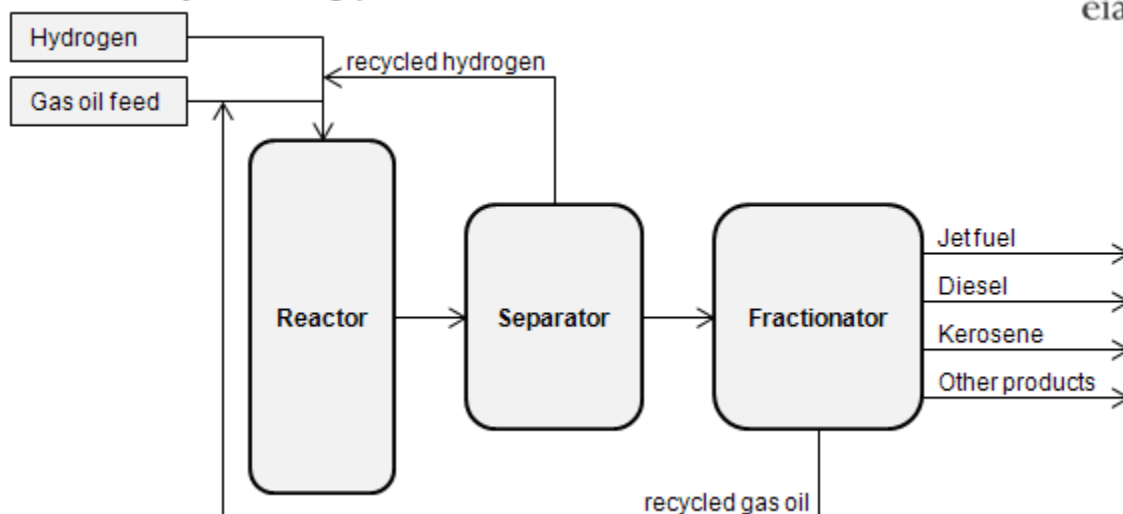 eia
Hydrogen
recycled hydrogen
Gas oil feed
Jet fuel
Diesel
Reactor
Separator
Fractionator
Kerosene
Other products
recycled gas oil